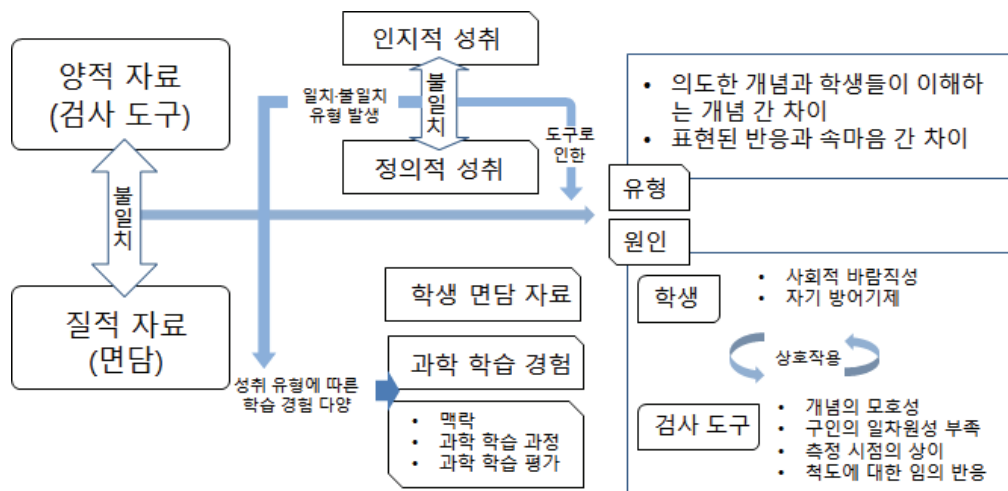 양적 자료
(검사 도구)
불일치
질적 자료
(면담)
인지적 성취
불일치
정의적 성취
일치·불일치
유형 발생
도구로
인한
성취 유형에 따른
학습 경험 다양
학생 면담 자료
과학 학습 경험
• 맥락
• 과학 학습 과정
• 과학 학습 평가
• 의도한 개념과 학생들이 이해하
는 개념 간 차이
• 표현된 반응과 속마음 간 차이
유형
원인
학생
• 사회적 바람직성
• 자기 방어기제
상호작용
검사 도구
• 개념의 모호성
• 구인의 일차원성 부족
• 측정 시점의 상이
• 척도에 대한 임의 반응